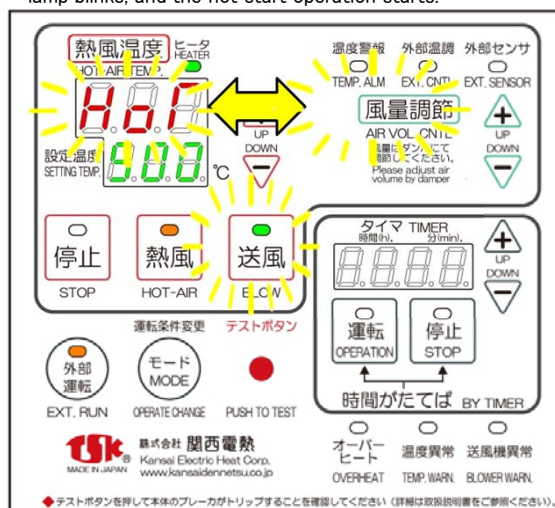 lamp blinks, and the hot start operation starts.
熱風温度
HOT-AIR TEMP.
ヒータ
HEATER
Hot
設定温度
SETTING TEMP.
900
℃
UP
DOWN
温度警報
TEMP. ALM
外部温調
EXT. CNTL
外部センサ
EXT. SENSOR
風量調節
AIR VOL. CNTL.
風量はダンパにて
調節してください。
Please adjust air
volume by damper
UP
DOWN
停止
STOP
熱風
HOT-AIR
送風
BLOW
タイマ TIMER
時間(h). 分(min).
8.8.8.8.
UP
DOWN
運転
OPERATION
停止
STOP
時間がたてば BY TIMER
外部
運転
EXT. RUN
運転条件変更
モード
MODE
OPERATE CHANGE
テストボタン
PUSH TO TEST
TSK
®
MADE IN JAPAN
株式会社 関西電熱
Kansai Electric Heat Corp.
www.kansaidennetsu.co.jp
オーバー
ヒート
OVERHEAT
温度異常
TEMP. WARN.
送風機異常
BLOWER WARN.
◆テストボタンを押して本体のブレーカがトリップすることを確認してください（詳細は取扱説明書をご参照ください）。